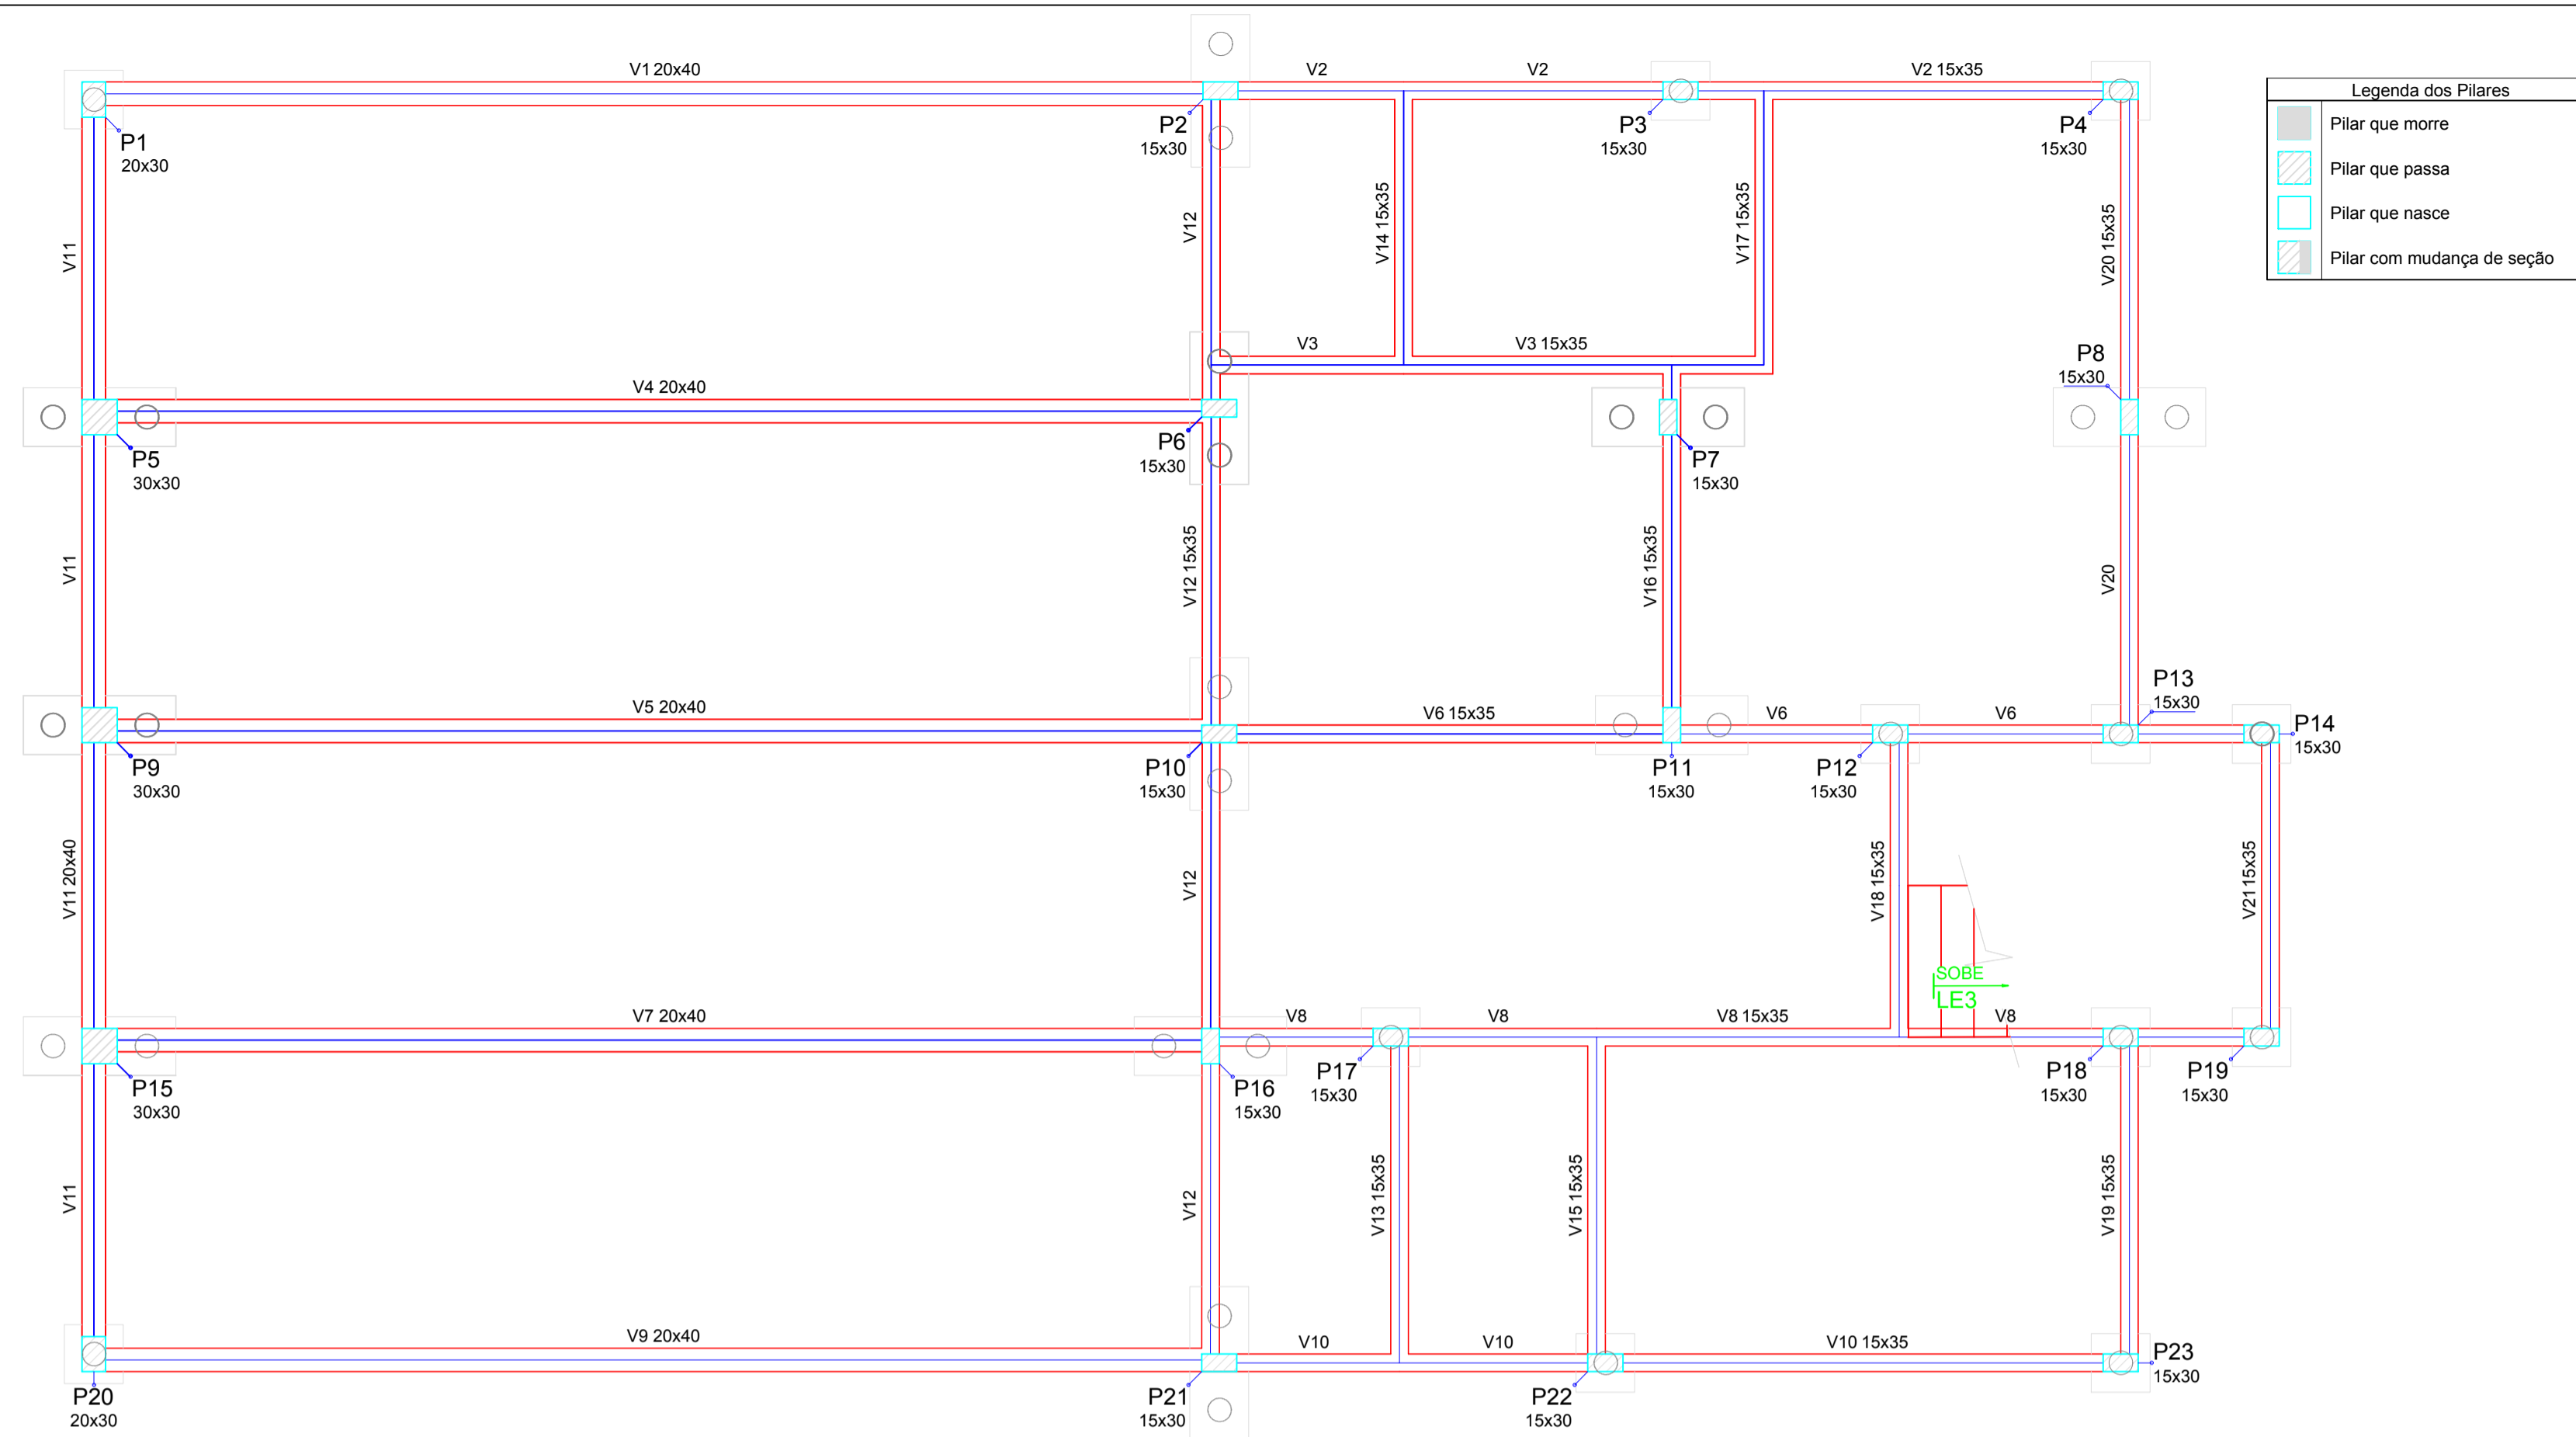 V1 20x40
V2
V2
V2 15x35
Legenda dos Pilares
Pilar que morre
Pilar que passa
Pilar que nasce
Pilar com mudança de seção
P1
20x30
P2
15x30
P3
15x30
P4
15x30
V11
V12
V14 15x35
V17 15x35
V20 15x35
V3
V3 15x35
P8
15x30
V4 20x40
P5
30x30
P6
15x30
P7
15x30
V11
V12 15x35
V16 15x35
V20
P13
15x30
V5 20x40
V6 15x35
V6
V6
P14
15x30
P9
30x30
P10
15x30
P11
15x30
P12
15x30
V11 20x40
V12
V18 15x35
V21 15x35
SOBE
LE3
V7 20x40
V8
V8
V8 15x35
V8
P15
30x30
P16
15x30
P17
15x30
P18
15x30
P19
15x30
V11
V12
V13 15x35
V15 15x35
V19 15x35
V9 20x40
V10
V10
V10 15x35
P20
20x30
P21
15x30
P22
15x30
P23
15x30